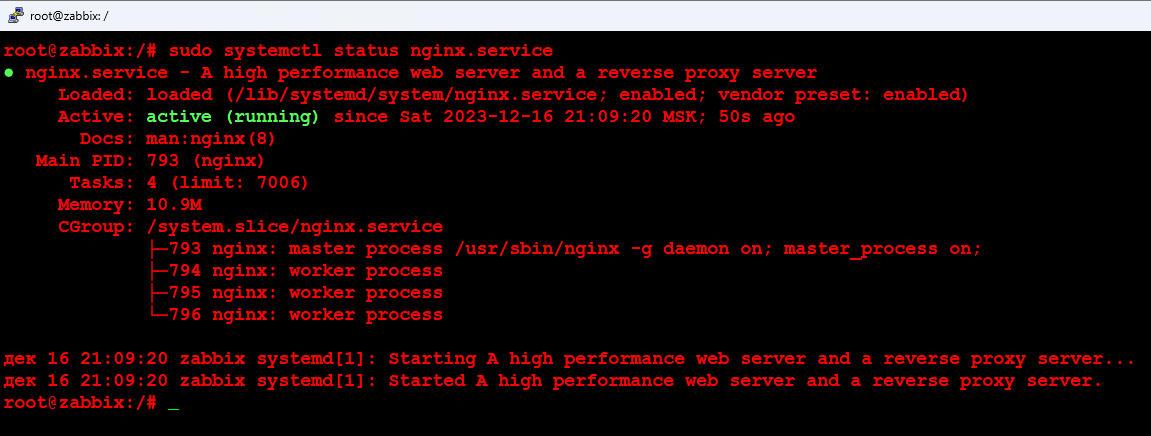 root@zabbix: /
root@zabbix:/# sudo systemctl status nginx.service
● nginx.service - A high performance web server and a reverse proxy server
     Loaded: loaded (/lib/systemd/system/nginx.service; enabled; vendor preset: enabled)
     Active: active (running) since Sat 2023-12-16 21:09:20 MSK; 50s ago
       Docs: man:nginx(8)
   Main PID: 793 (nginx)
      Tasks: 4 (limit: 7006)
     Memory: 10.9M
     CGroup: /system.slice/nginx.service
             ├─793 nginx: master process /usr/sbin/nginx -g daemon on; master_process on;
             ├─794 nginx: worker process
             ├─795 nginx: worker process
             └─796 nginx: worker process
дек 16 21:09:20 zabbix systemd[1]: Starting A high performance web server and a reverse proxy server...
дек 16 21:09:20 zabbix systemd[1]: Started A high performance web server and a reverse proxy server.
root@zabbix:/# _